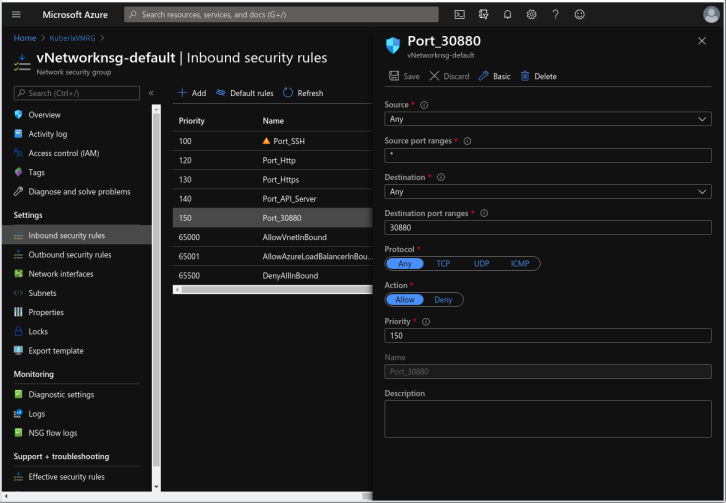 Microsoft Azure
Search resources, services, and docs (G+/)
Home > KuberixVMRG >
vNetworknsg-default | Inbound security rules
Network security group
Search (Ctrl+/)
Overview
Activity log
Access control (IAM)
Tags
Diagnose and solve problems
Settings
Inbound security rules
Outbound security rules
Network interfaces
Subnets
Properties
Locks
Export template
Monitoring
Diagnostic settings
Logs
NSG flow logs
Support + troubleshooting
Effective security rules
Add Default rules Refresh
Priority Name
100 Port_SSH
120 Port_Http
130 Port_Https
140 Port_API_Server
150 Port_30880
65000 AllowVnetInBound
65001 AllowAzureLoadBalancerInBou...
65500 DenyAllInBound
Port_30880
vNetworknsg-default
Save Discard Basic Delete
Source *
Any
Source port ranges *
*
Destination *
Any
Destination port ranges *
30880
Protocol *
Any TCP UDP ICMP
Action *
Allow Deny
Priority *
150
Name
Port_30880
Description